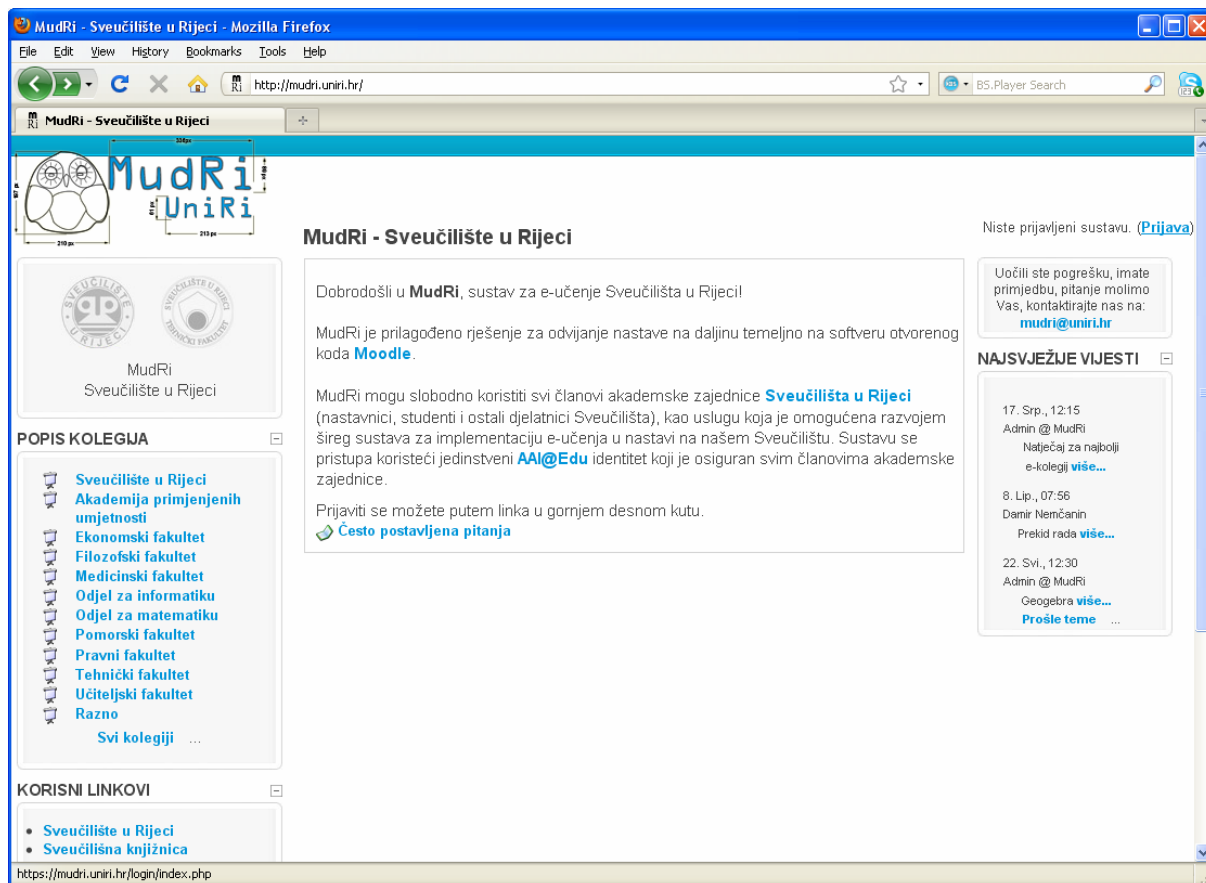 MudRi - Sveučilište u Rijeci - Mozilla Firefox
File Edit View History Bookmarks Tools Help
http://mudri.uniri.hr/
BS.Player Search
MudRi - Sveučilište u Rijeci
336px
MudRi
UniRi
213 px
210 px
MudRi
Sveučilište u Rijeci
POPIS KOLEGIJA
Sveučilište u Rijeci
Akademija primjenjenih
umjetnosti
Ekonomski fakultet
Filozofski fakultet
Medicinski fakultet
Odjel za informatiku
Odjel za matematiku
Pomorski fakultet
Pravni fakultet
Tehnički fakultet
Učiteljski fakultet
Razno
Svi kolegiji ...
KORISNI LINKOVI
Sveučilište u Rijeci
Sveučilišna knjižnica
MudRi - Sveučilište u Rijeci
Dobrodošli u MudRi, sustav za e-učenje Sveučilišta u Rijeci!
MudRi je prilagođeno rješenje za odvijanje nastave na daljinu temeljno na softveru otvorenog
koda Moodle.
MudRi mogu slobodno koristiti svi članovi akademske zajednice Sveučilišta u Rijeci
(nastavnici, studenti i ostali djelatnici Sveučilišta), kao uslugu koja je omogućena razvojem
šireg sustava za implementaciju e-učenja u nastavi na našem Sveučilištu. Sustavu se
pristupa koristeći jedinstveni AAI@Edu identitet koji je osiguran svim članovima akademske
zajednice.
Prijaviti se možete putem linka u gornjem desnom kutu.
Često postavljena pitanja
Niste prijavljeni sustavu. (Prijava)
Uočili ste pogrešku, imate
primjedbu, pitanje molimo
Vas, kontaktirajte nas na:
mudri@uniri.hr
NAJSVJEŽIJE VIJESTI
17. Srp., 12:15
Admin @ MudRi
Natječaj za najbolji
e-kolegij više...
8. Lip., 07:56
Damir Nemčanin
Prekid rada više...
22. Svi., 12:30
Admin @ MudRi
Geogebra više...
Prošle teme ...
https://mudri.uniri.hr/login/index.php